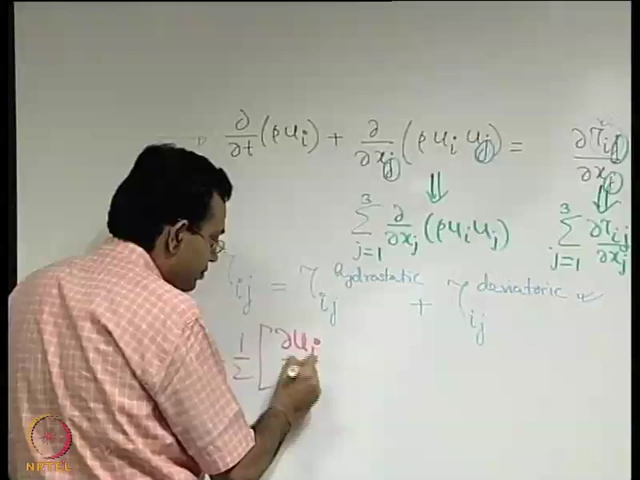 ∂/∂t (ρu_i) + ∂/∂x_j (ρu_i u_j) = ∂τ_ij/∂x_j
⇓ ⇓
Σ_{j=1}^{3} ∂/∂x_j (ρu_i u_j) Σ_{j=1}^{3} ∂τ_ij/∂x_j
τ_ij = τ_ij^{hydrostatic} + τ_ij^{deviatoric}
1/2 [∂u_i
NPTEL